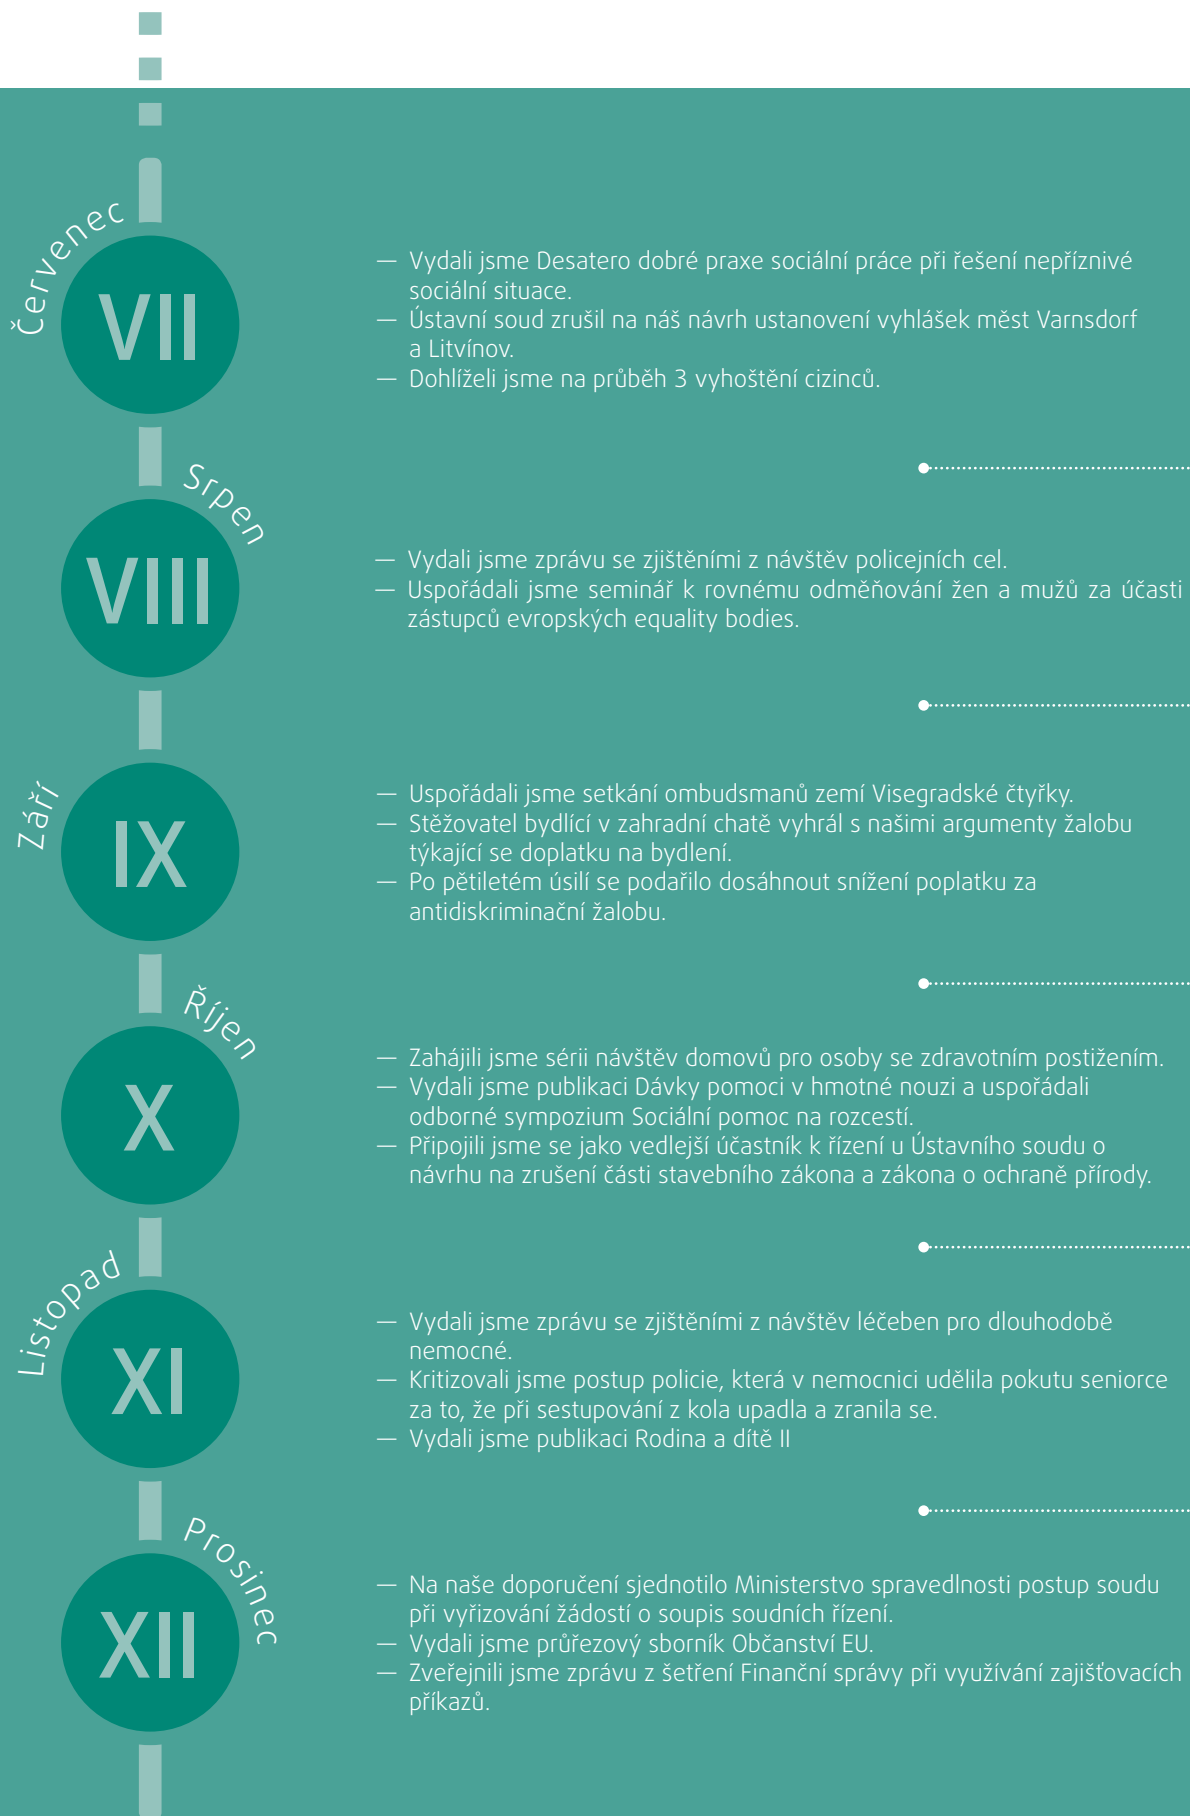 Červenec
VII
— Vydali jsme Desatero dobré praxe sociální práce při řešení nepříznivé
sociální situace.
— Ústavní soud zrušil na náš návrh ustanovení vyhlášek měst Varnsdorf
a Litvínov.
— Dohlíželi jsme na průběh 3 vyhoštění cizinců.
Srpen
VIII
— Vydali jsme zprávu se zjištěními z návštěv policejních cel.
— Uspořádali jsme seminář k rovnému odměňování žen a mužů za účasti
zástupců evropských equality bodies.
Září
IX
— Uspořádali jsme setkání ombudsmanů zemí Visegradské čtyřky.
— Stěžovatel bydlící v zahradní chatě vyhrál s našimi argumenty žalobu
týkající se doplatku na bydlení.
— Po pětiletém úsilí se podařilo dosáhnout snížení poplatku za
antidiskriminační žalobu.
Říjen
X
— Zahájili jsme sérii návštěv domovů pro osoby se zdravotním postižením.
— Vydali jsme publikaci Dávky pomoci v hmotné nouzi a uspořádali
odborné sympozium Sociální pomoc na rozcestí.
— Připojili jsme se jako vedlejší účastník k řízení u Ústavního soudu o
návrhu na zrušení části stavebního zákona a zákona o ochraně přírody.
Listopad
XI
— Vydali jsme zprávu se zjištěními z návštěv léčeben pro dlouhodobě
nemocné.
— Kritizovali jsme postup policie, která v nemocnici udělila pokutu seniorce
za to, že při sestupování z kola upadla a zranila se.
— Vydali jsme publikaci Rodina a dítě II
Prosinec
XII
— Na naše doporučení sjednotilo Ministerstvo spravedlnosti postup soudu
při vyřizování žádostí o soupis soudních řízení.
— Vydali jsme průřezový sborník Občanství EU.
— Zveřejnili jsme zprávu z šetření Finanční správy při využívání zajišťovacích
příkazů.